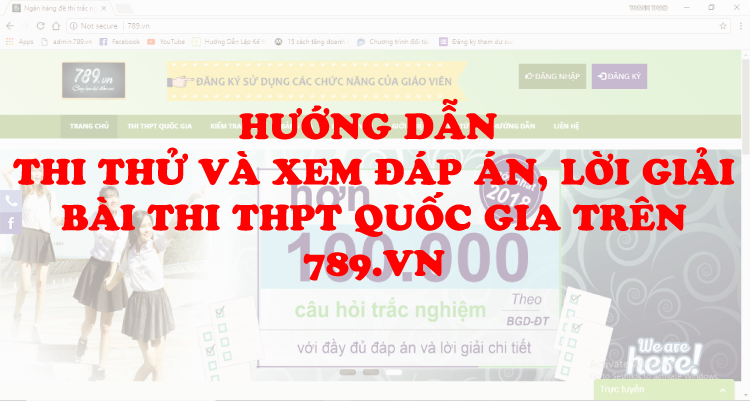 Ngân hàng đề thi trắc ng
Not secure | 789.vn
Apps admin.789.vn Facebook YouTube Hướng Dẫn Lập Kế H 15 cách tăng doanh Chương trình đối tá Đăng ký tham dự
789.vn
ĐĂNG KÝ SỬ DỤNG CÁC CHỨC NĂNG CỦA GIÁO VIÊN
ĐĂNG NHẬP
ĐĂNG KÝ
TRANG CHỦ THI THPT QUỐC GIA KIỂM TRA HƯỚNG DẪN LIÊN HỆ
HƯỚNG DẪN
THI THỬ VÀ XEM ĐÁP ÁN, LỜI GIẢI
BÀI THI THPT QUỐC GIA TRÊN
789.VN
hơn
2018
100.000
câu hỏi trắc nghiệm
Theo
BGD-ĐT
với đầy đủ đáp án và lời giải chi tiết
We are
here!
Trực tuyến